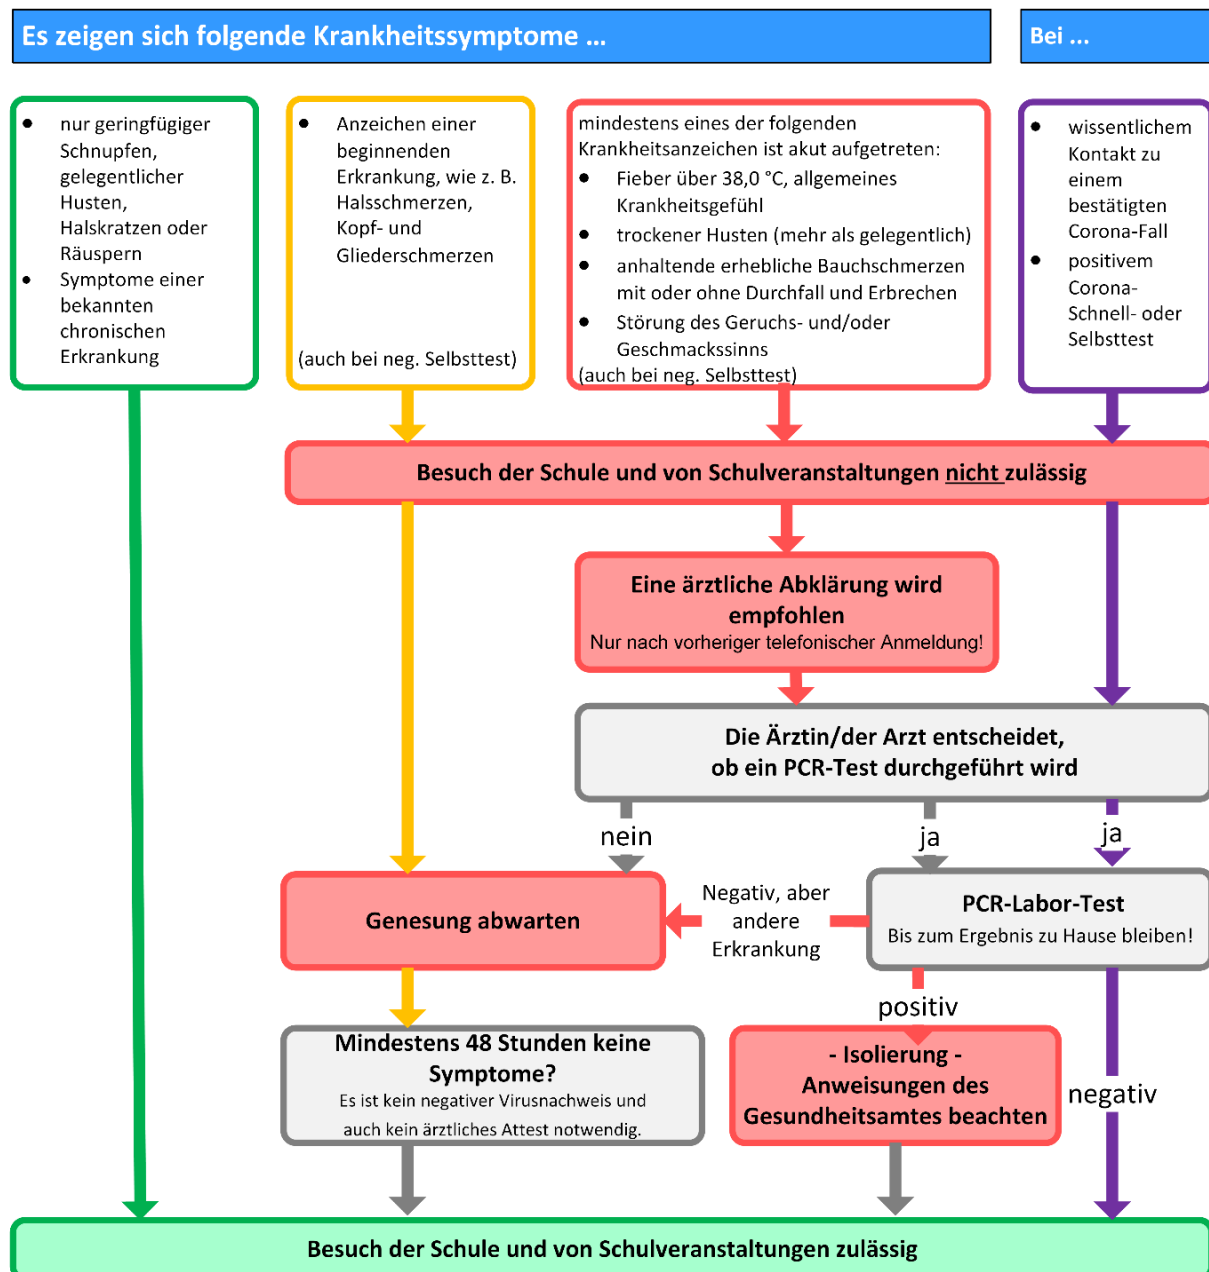 Es zeigen sich folgende Krankheitssymptome ...
Bei ...
● nur geringfügiger
Schnupfen,
gelegentlicher
Husten,
Halskratzen oder
Räuspern
● Symptome einer
bekannten
chronischen
Erkrankung
● Anzeichen einer
beginnenden
Erkrankung, wie z. B.
Halsschmerzen,
Kopf- und
Gliederschmerzen
(auch bei neg. Selbsttest)
mindestens eines der folgenden
Krankheitsanzeichen ist akut aufgetreten:
● Fieber über 38,0 °C, allgemeines
Krankheitsgefühl
● trockener Husten (mehr als gelegentlich)
● anhaltende erhebliche Bauchschmerzen
mit oder ohne Durchfall und Erbrechen
● Störung des Geruchs- und/oder
Geschmackssinns
(auch bei neg. Selbsttest)
● wissentlichem
Kontakt zu
einem
bestätigten
Corona-Fall
● positivem
Corona-
Schnell- oder
Selbsttest
Besuch der Schule und von Schulveranstaltungen nicht zulässig
Eine ärztliche Abklärung wird
empfohlen
Nur nach vorheriger telefonischer Anmeldung!
Die Ärztin/der Arzt entscheidet,
ob ein PCR-Test durchgeführt wird
nein
ja
ja
Genesung abwarten
Negativ, aber
andere
Erkrankung
PCR-Labor-Test
Bis zum Ergebnis zu Hause bleiben!
positiv
Mindestens 48 Stunden keine
Symptome?
Es ist kein negativer Virusnachweis und
auch kein ärztliches Attest notwendig.
- Isolierung -
Anweisungen des
Gesundheitsamtes beachten
negativ
Besuch der Schule und von Schulveranstaltungen zulässig